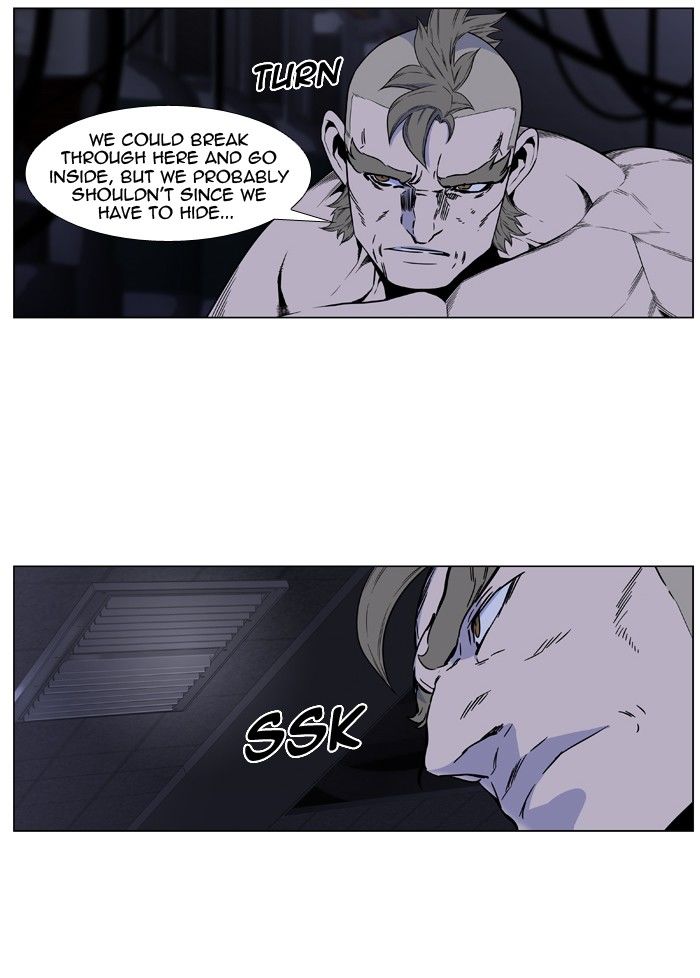 TURN
WE COULD BREAK
THROUGH HERE AND GO
INSIDE, BUT WE PROBABLY
SHOULDN'T SINCE WE
HAVE TO HIDE...
SSK